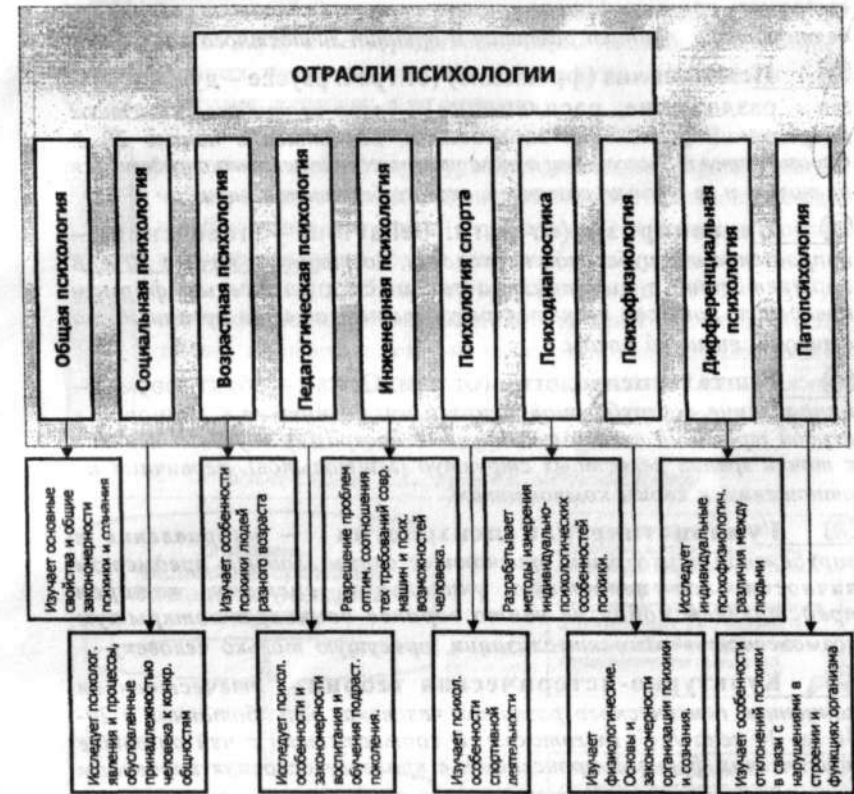 ОТРАСЛИ ПСИХОЛОГИИ
Общая психология
Социальная психология
Возрастная психология
Педагогическая психология
Инженерная психология
Психология спорта
Психодиагностика
Психофизиология
Дифференциальная
психология
Патопсихология
Изучает основные
свойства и общие
закономерности
психики и сознания
Изучает особенности
психики людей
разного возраста
Разрешение проблем
оптим. соотношения
тех требований совр.
машин и псих.
возможностей
человека.
Разрабатывает
методы измерения
индивидуально-
психологических
особенностей
психики
Исследует
индивидуальные
психофизиологич.
различия между
людьми
Исследует психолог
явления и процессы,
обусловленные
принадлежностью
человека к конкр.
общностям
Исследует психол.
особенности и
закономерности
воспитания и
обучения подраст.
поколения.
Изучает психол.
особенности
спортивной
деятельности
Изучает
физиологические
Основы и
закономерности
организации психики
и сознания.
Изучает особенности
отклонений психики
в связи с
нарушениями в
строении и
функциях организма